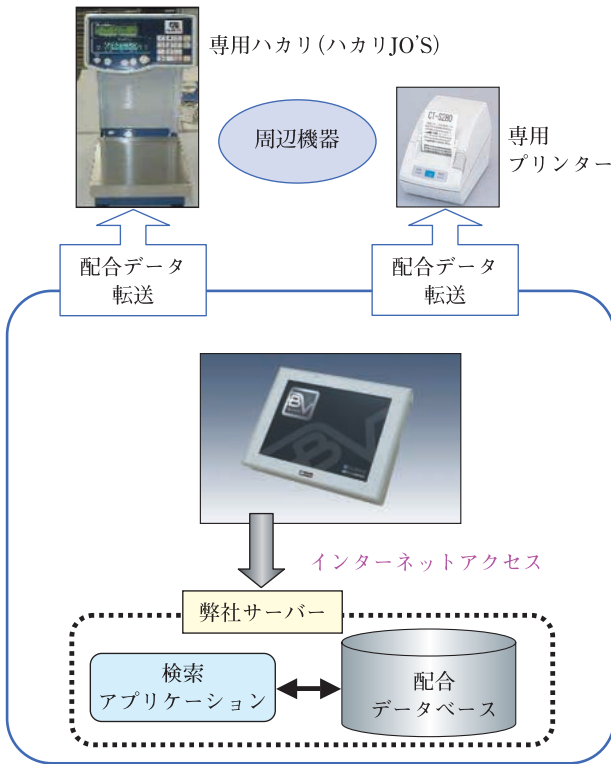 専用ハカリ(ハカリJO’S)
周辺機器
CT-S280
専用
プリンター
配合データ
転送
配合データ
転送
BV
インターネットアクセス
弊社サーバー
検索
アプリケーション
配合
データベース